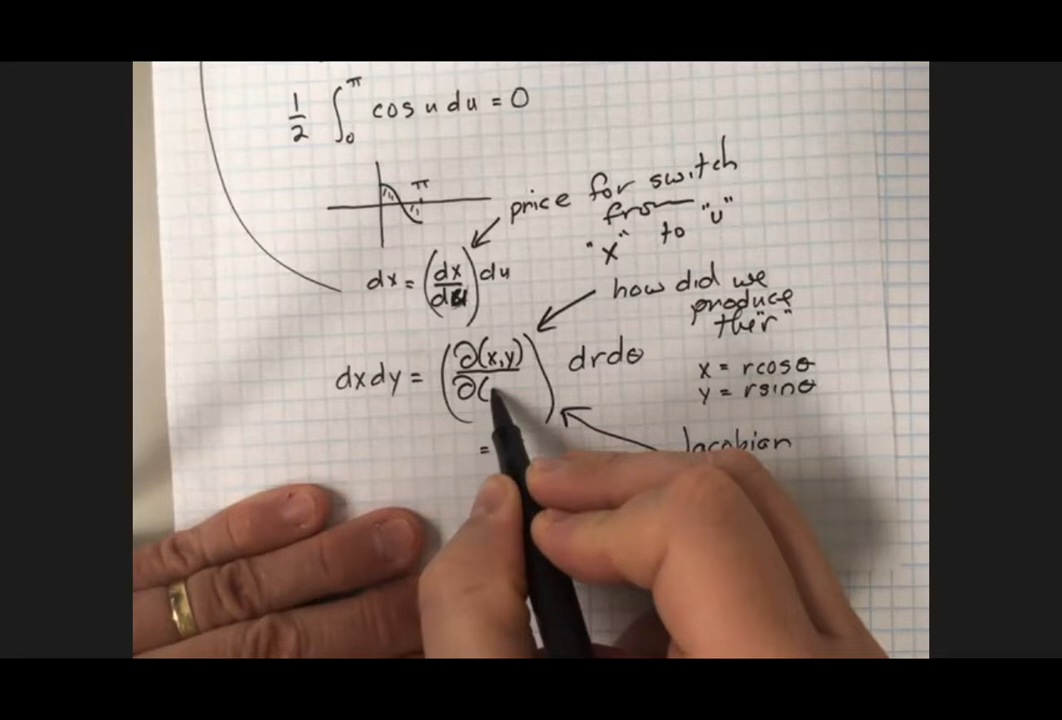 1/2 ∫₀^π cos u du = 0
π
price for switch
from
"x" to "u"
dx = (dx/du) du
how did we
produce
the "r"
dxdy = (∂(x,y)/∂( ) drdθ
x = rcosθ
y = rsinθ
Jacobian
=